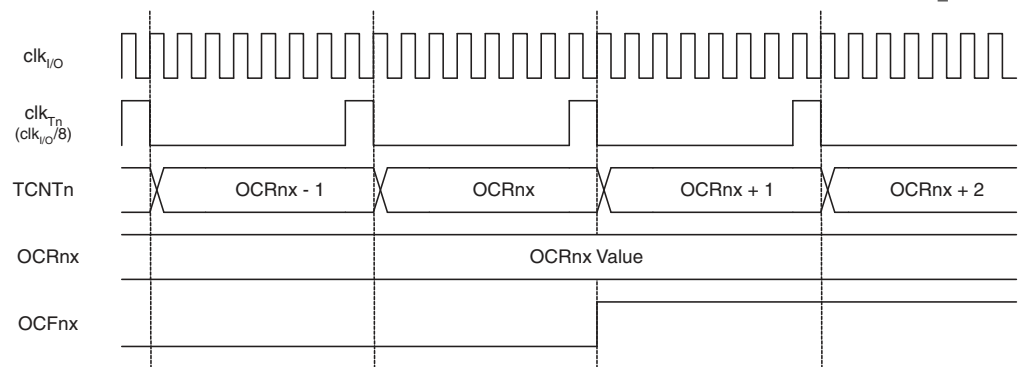 clkI/O
clkTn
(clkI/O/8)
TCNTn OCRnx - 1 OCRnx OCRnx + 1 OCRnx + 2
OCRnx OCRnx Value
OCFnx